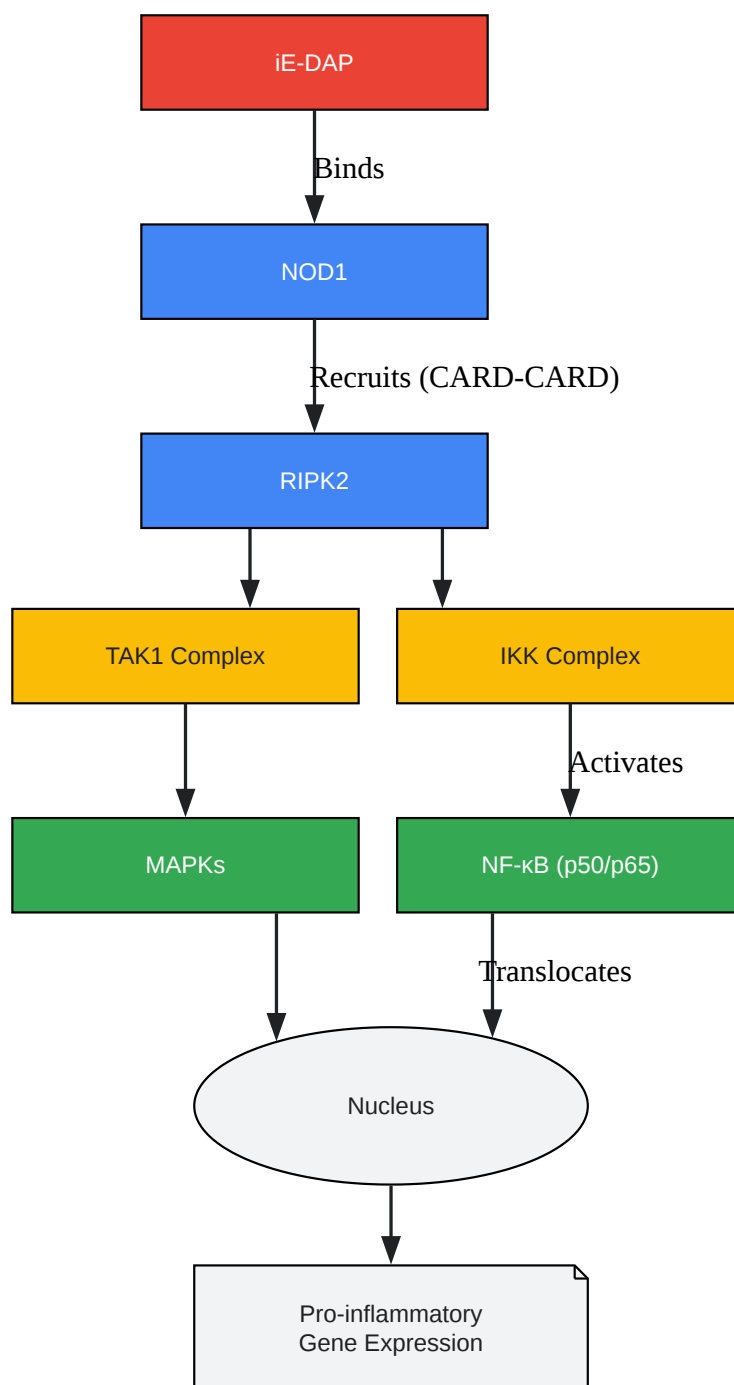 iE-DAP
Binds
NOD1
Recruits (CARD-CARD)
RIPK2
TAK1 Complex
IKK Complex
Activates
MAPKs
NF-κB (p50/p65)
Translocates
Nucleus
Pro-inflammatory
Gene Expression